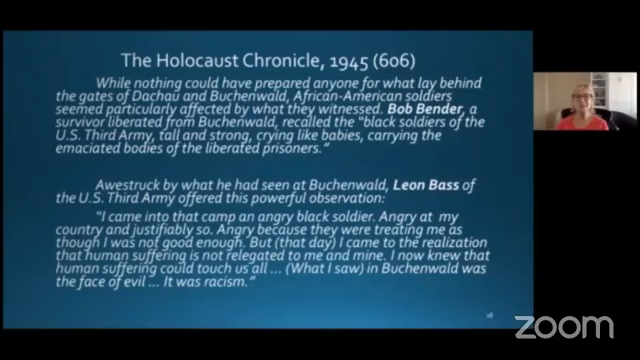 The Holocaust Chronicle, 1945 (606)
While nothing could have prepared anyone for what lay behind
the gates of Dachau and Buchenwald, African-American soldiers
seemed particularly affected by what they witnessed. Bob Bender, a
survivor liberated from Buchenwald, recalled the "black soldiers of the
U.S. Third Army, tall and strong, crying like babies, carrying the
emaciated bodies of the liberated prisoners."
Awestruck by what he had seen at Buchenwald, Leon Bass of
the U.S. Third Army offered this powerful observation:
"I came into that camp an angry black soldier. Angry at my
country and justifiably so. Angry because they were treating me as
though I was not good enough. But (that day) I came to the realization
that human suffering is not relegated to me and mine. I now knew that
human suffering could touch us all ... (What I saw) in Buchenwald was
the face of evil ... It was racism."
zoom